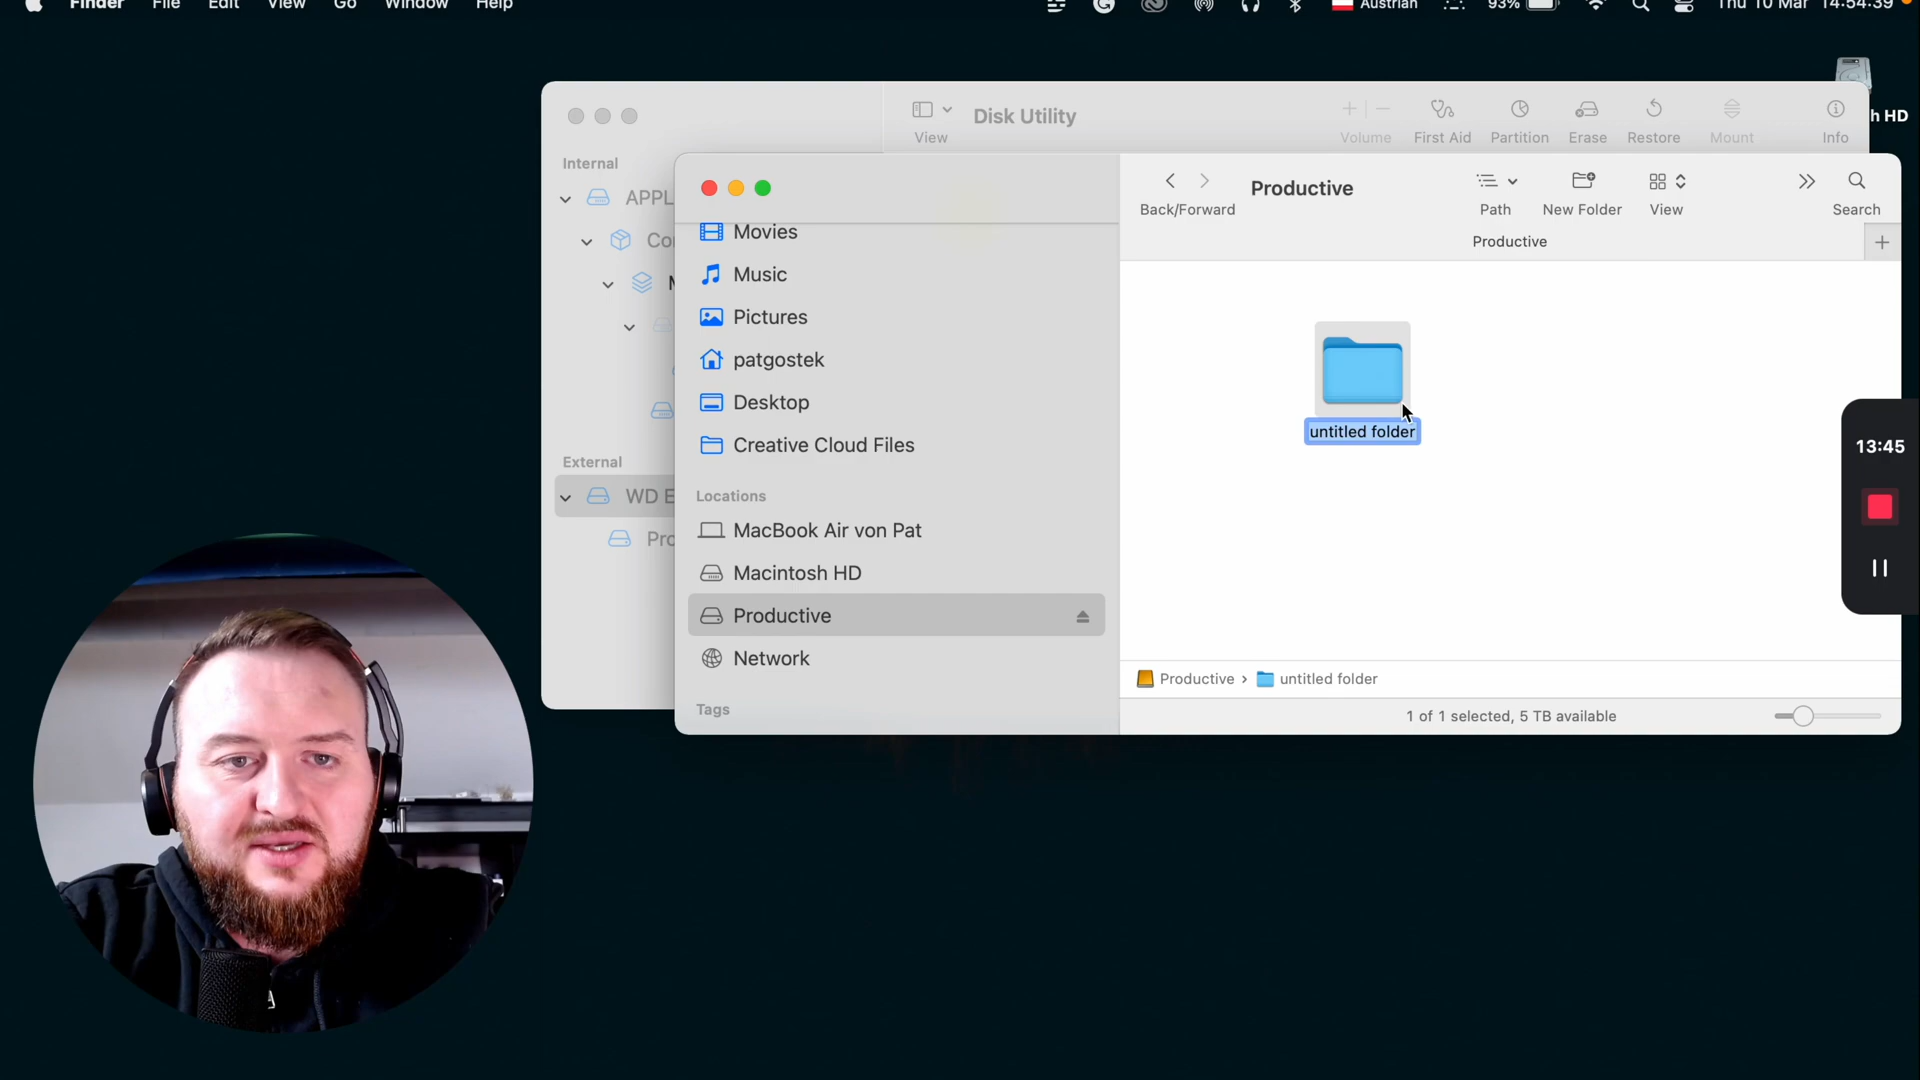 Finder File Edit View Go Window Help
Austrian 93% Thu 10 Mar 14:54:39
h HD
View
Disk Utility
Volume First Aid Partition Erase Restore Mount Info
Internal
APPL
External
WD E
Movies
Music
Pictures
patgostek
Desktop
Creative Cloud Files
Locations
MacBook Air von Pat
Macintosh HD
Productive
Network
Tags
Back/Forward
Productive
Path New Folder View Search
Productive
untitled folder
Productive › untitled folder
1 of 1 selected, 5 TB available
13:45